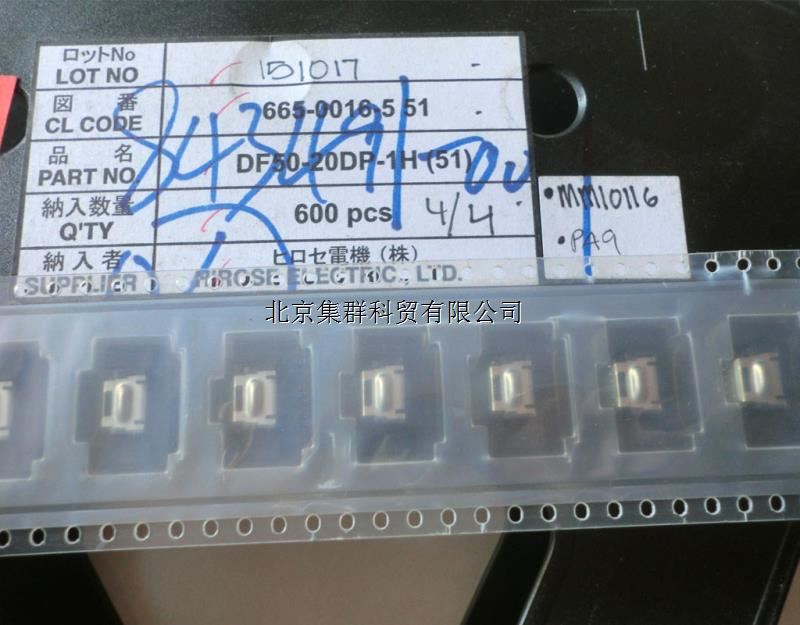 ロットNo
LOT NO
151017
図 番
CL CODE
665-0016-5 51
品 名
PART NO
DF50-20DP-1H (51)
納入数量
Q'TY
600 pcs
4/4
納入者
SUPPLIER
ヒロセ電機(株)
HIROSE ELECTRIC., LTD.
•MM10116
•PA9
北京集群科贸有限公司